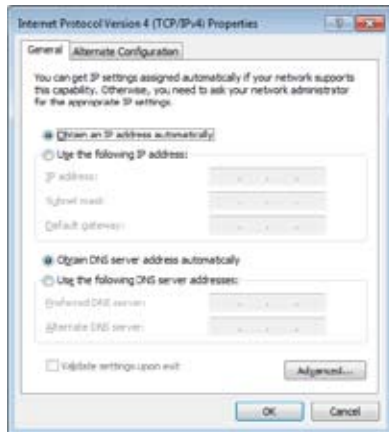 Internet Protocol Version 4 (TCP/IPv4) Properties
General
Alternate Configuration
You can get IP settings assigned automatically if your network supports
this capability. Otherwise, you need to ask your network administrator
for the appropriate IP settings.
Obtain an IP address automatically
Use the following IP address:
IP address:
Subnet mask:
Default gateway:
Obtain DNS server address automatically
Use the following DNS server addresses:
Preferred DNS server:
Alternate DNS server:
Validate settings upon exit
Advanced...
OK
Cancel